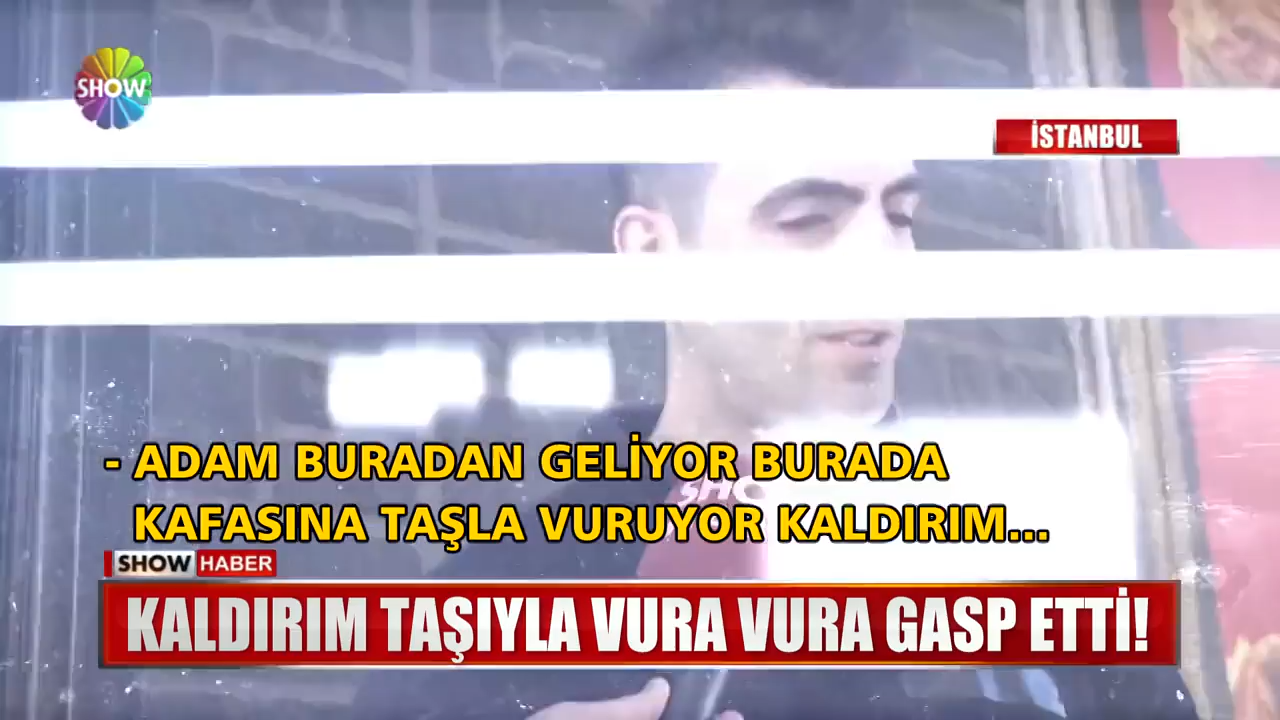 SHOW
İSTANBUL
- ADAM BURADAN GELİYOR BURADA
KAFASINA TAŞLA VURUYOR KALDIRIM...
SHOW
SHOW HABER
KALDIRIM TAŞIYLA VURA VURA GASP ETTİ!